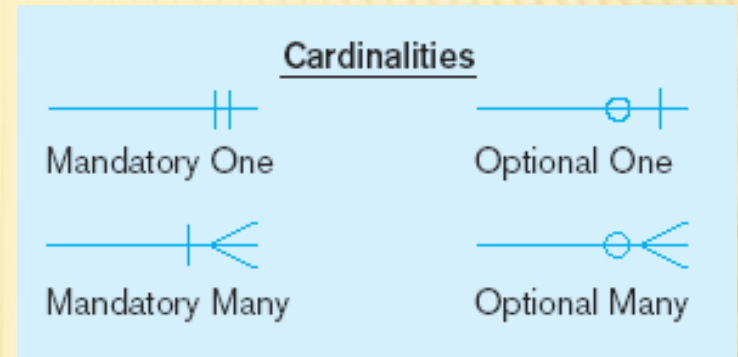 Cardinalities
Mandatory One
Optional One
Mandatory Many
Optional Many